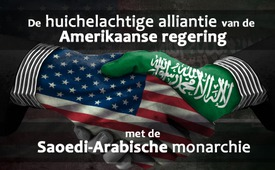 De huichelachtige alliantie van de
Amerikaanse regering
met de
Saoedi-Arabische monarchie